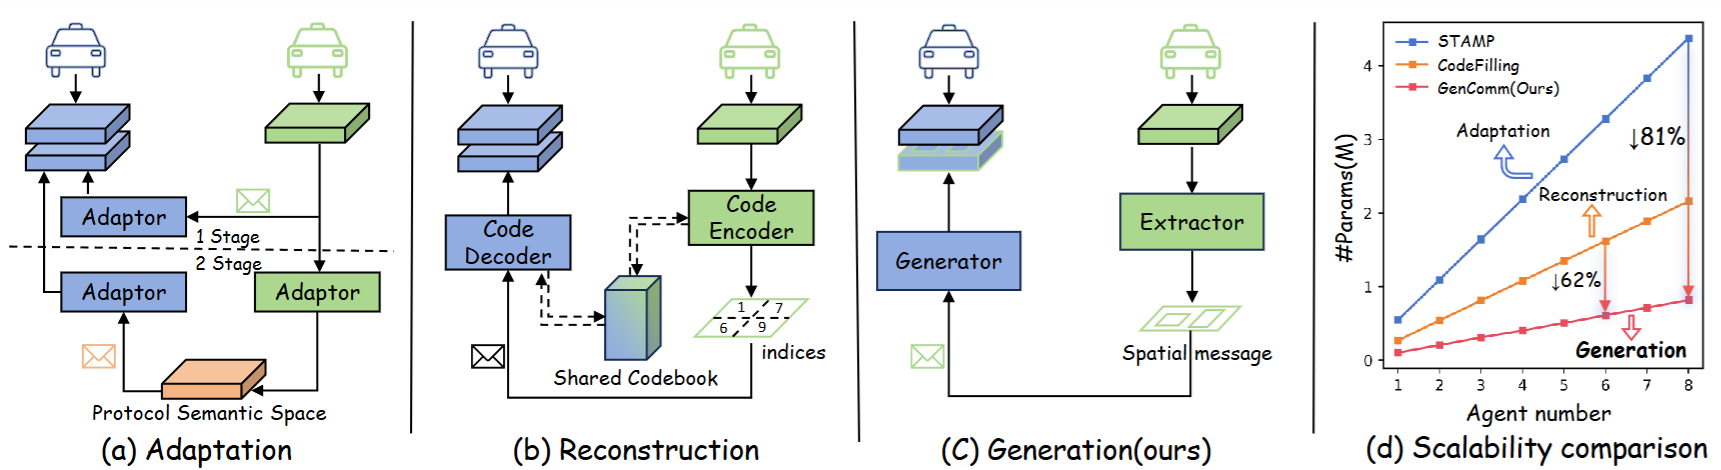 Adaptor
1 Stage
2 Stage
Adaptor
Adaptor
Protocol Semantic Space
(a) Adaptation
Code
Encoder
Code
Decoder
1
7
6
9
indices
Shared Codebook
(b) Reconstruction
Extractor
Generator
Spatial message
(C) Generation(ours)
STAMP
CodeFilling
GenComm(Ours)
Adaptation
↓81%
Reconstruction
↓62%
Generation
#Params(M)
4
3
2
1
0
1 2 3 4 5 6 7 8
Agent number
(d) Scalability comparison